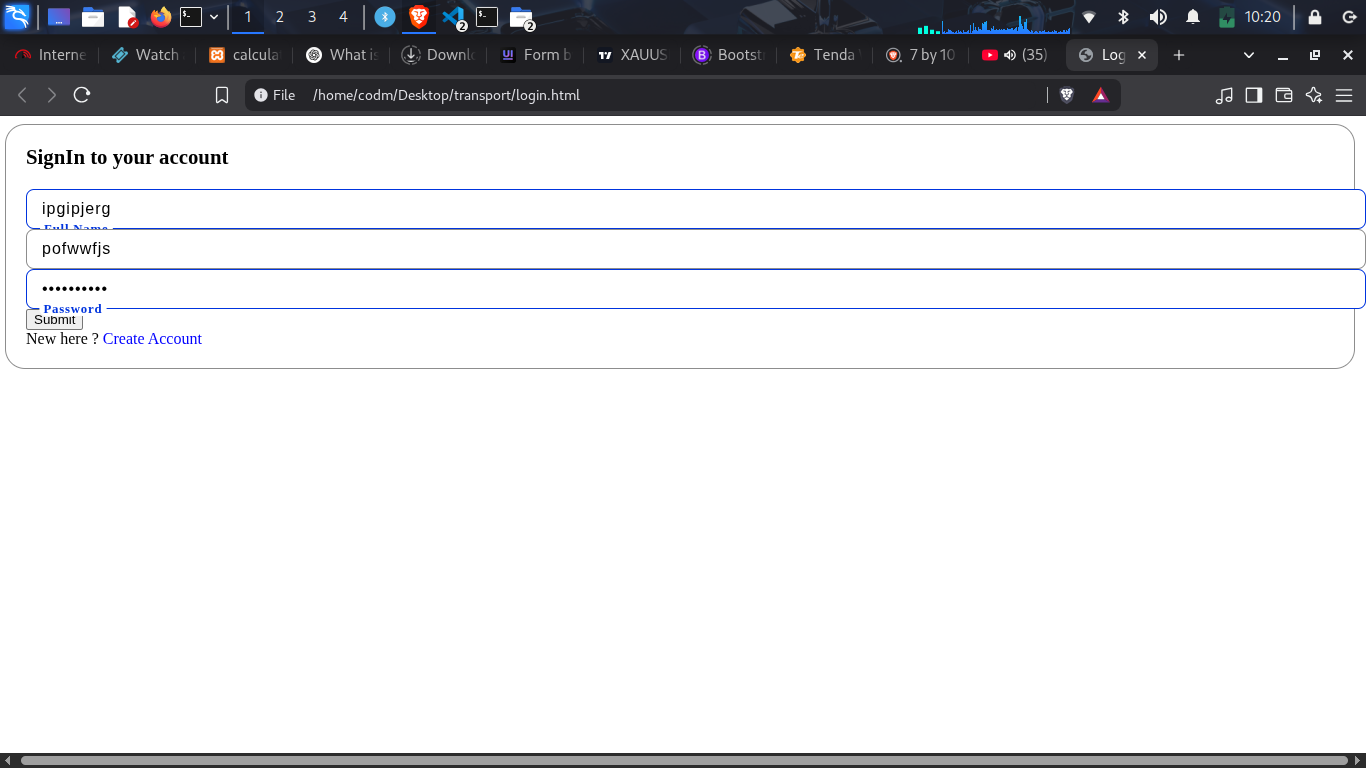 1 2 3 4 2 2 10:20
Interne Watch calcula What is Downlo Form b XAUUS Bootstr Tenda 7 by 10 (35) Log
File /home/codm/Desktop/transport/login.html
SignIn to your account
ipgipjerg
Full Name
pofwwfjs
••••••••••
Password
Submit
New here ? Create Account